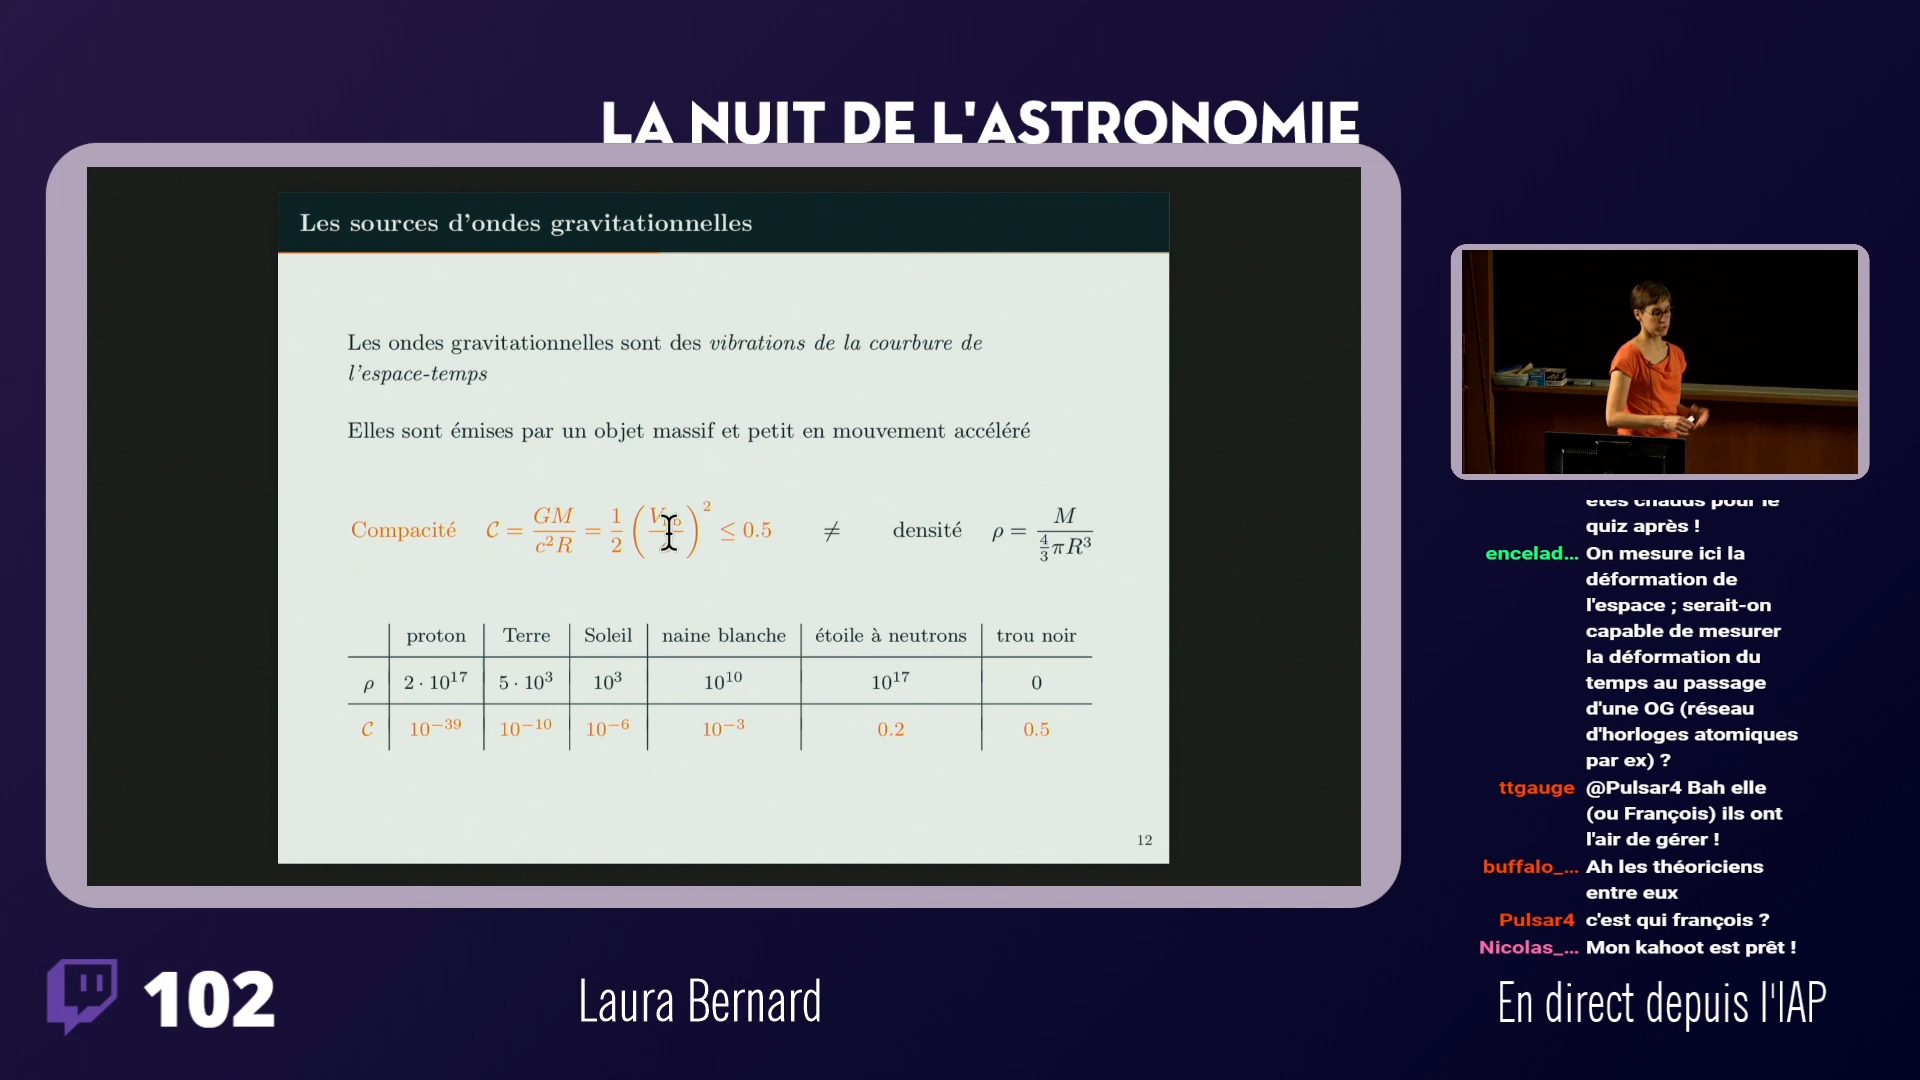 LA NUIT DE L'ASTRONOMIE
Les sources d'ondes gravitationnelles
Les ondes gravitationnelles sont des vibrations de la courbure de
l'espace-temps
Elles sont émises par un objet massif et petit en mouvement accéléré
Compacité C = GM/c²R = 1/2 ( )² ≤ 0.5 ≠ densité ρ = M/(4/3 πR³)
proton Terre Soleil naine blanche étoile à neutrons trou noir
ρ 2 · 10¹⁷ 5 · 10³ 10³ 10¹⁰ 10¹⁷ 0
C 10⁻³⁹ 10⁻¹⁰ 10⁻⁶ 10⁻³ 0.2 0.5
12
êtes chauds pour le
quiz après !
encelad... On mesure ici la
déformation de
l'espace ; serait-on
capable de mesurer
la déformation du
temps au passage
d'une OG (réseau
d'horloges atomiques
par ex) ?
ttgauge @Pulsar4 Bah elle
(ou François) ils ont
l'air de gérer !
buffalo_... Ah les théoriciens
entre eux
Pulsar4 c'est qui françois ?
Nicolas_... Mon kahoot est prêt !
102
Laura Bernard
En direct depuis l'IAP